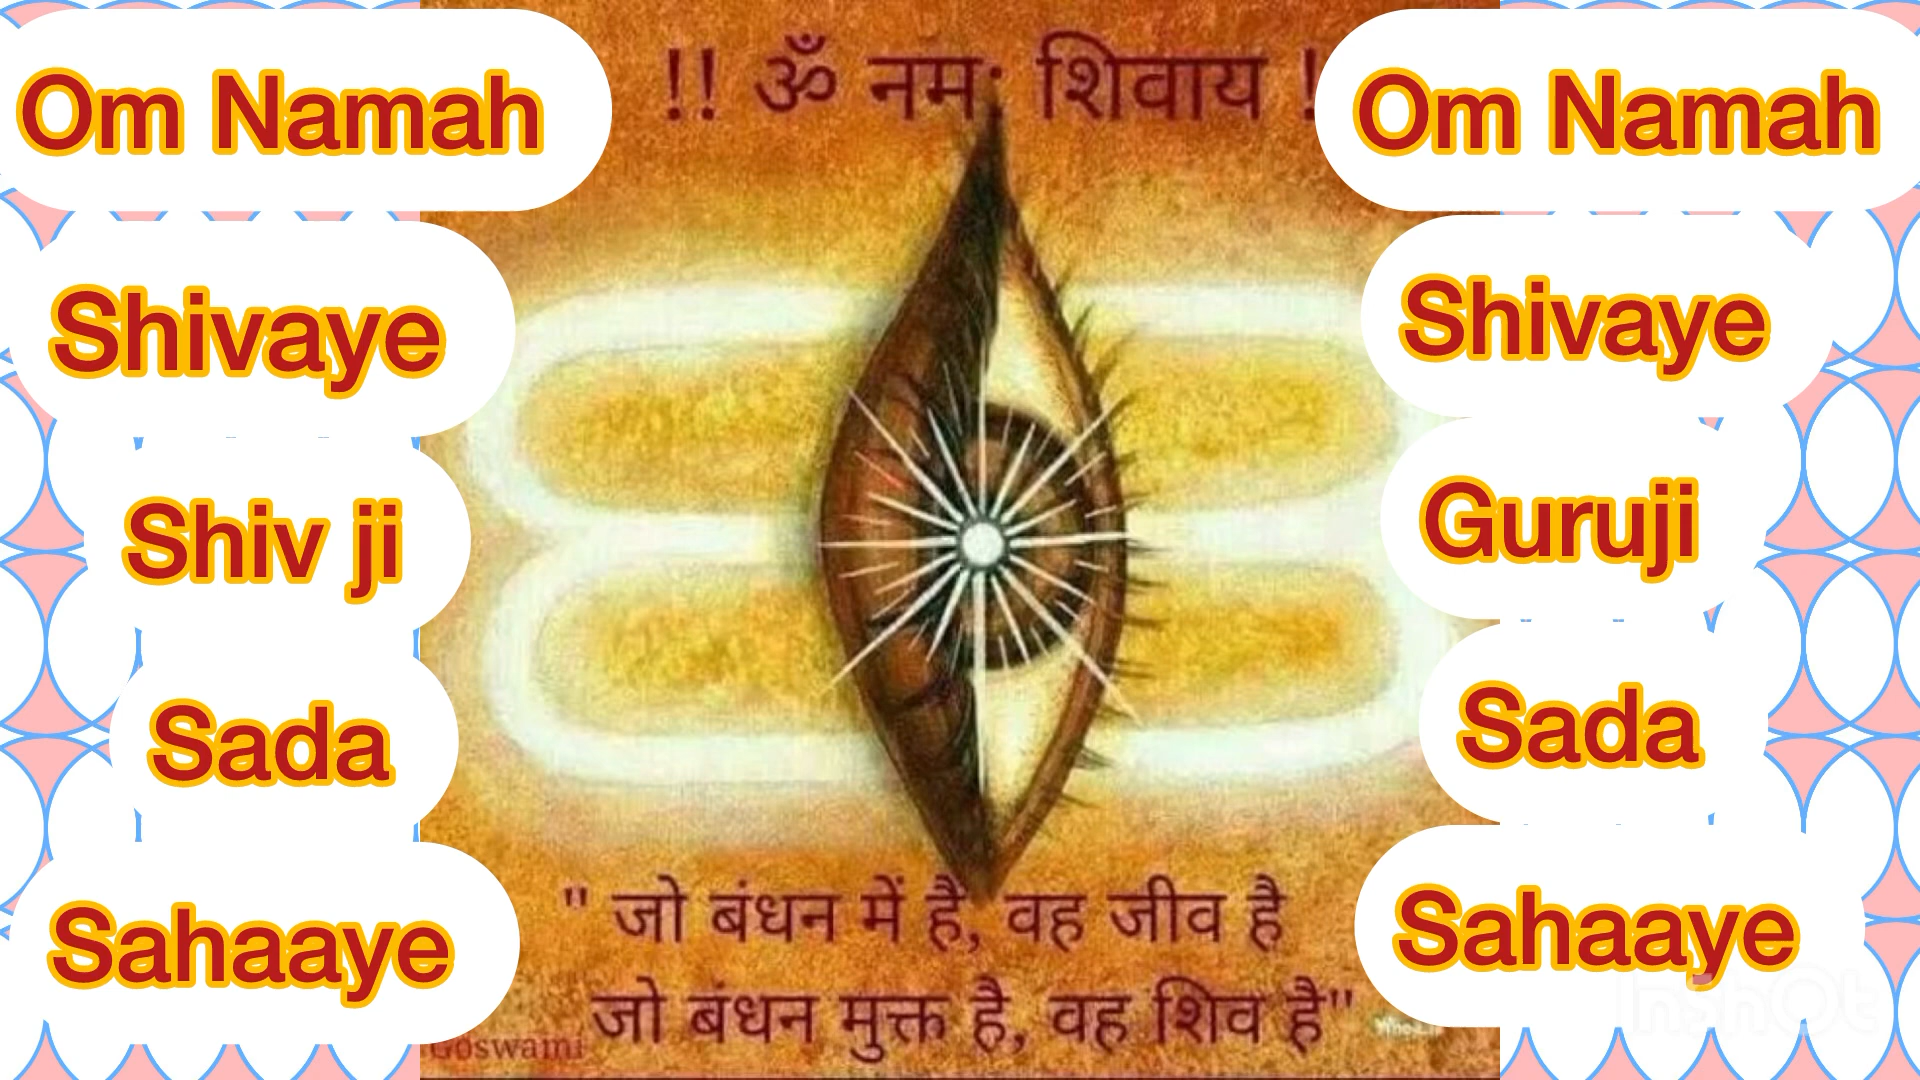 Om Namah
Shivaye
Shiv ji
Sada
Sahaaye
!! ॐ नमः शिवाय !
" जो बंधन में है, वह जीव है
जो बंधन मुक्त है, वह शिव है"
Goswami
Om Namah
Shivaye
Guruji
Sada
Sahaaye
InShOt